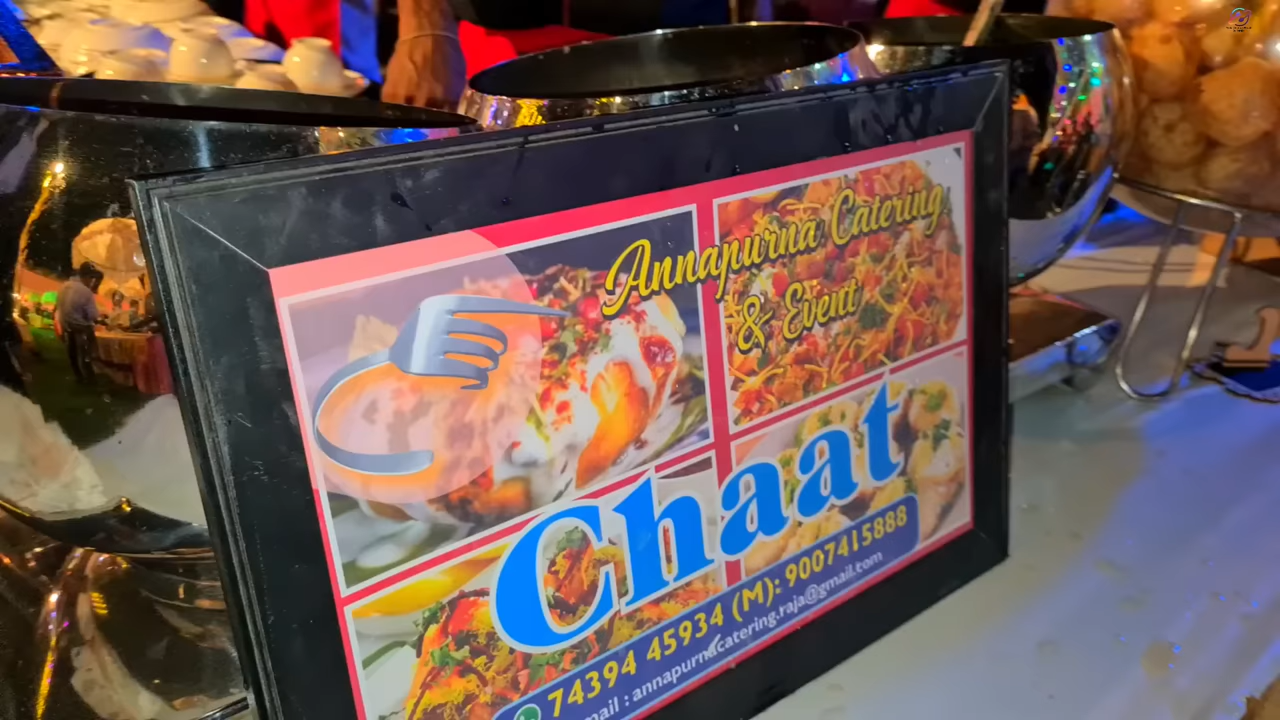 Annapurna Catering
& Event
Chaat
74394 45934 (M): 9007415888
mail : annapurnacatering.raja@gmail.com